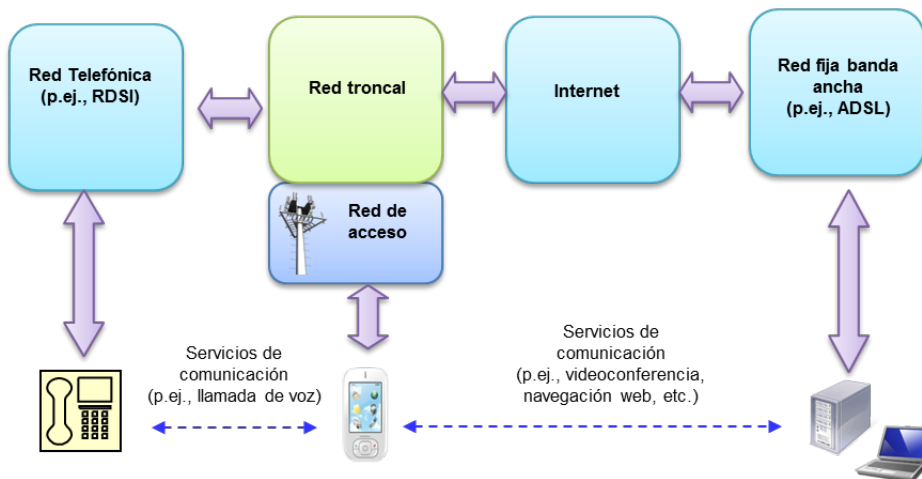 Red Telefónica
(p.ej., RDSI)
Red troncal
Internet
Red fija banda
ancha
(p.ej., ADSL)
Red de
acceso
Servicios de
comunicación
(p.ej., llamada de voz)
Servicios de
comunicación
(p.ej., videoconferencia,
navegación web, etc.)